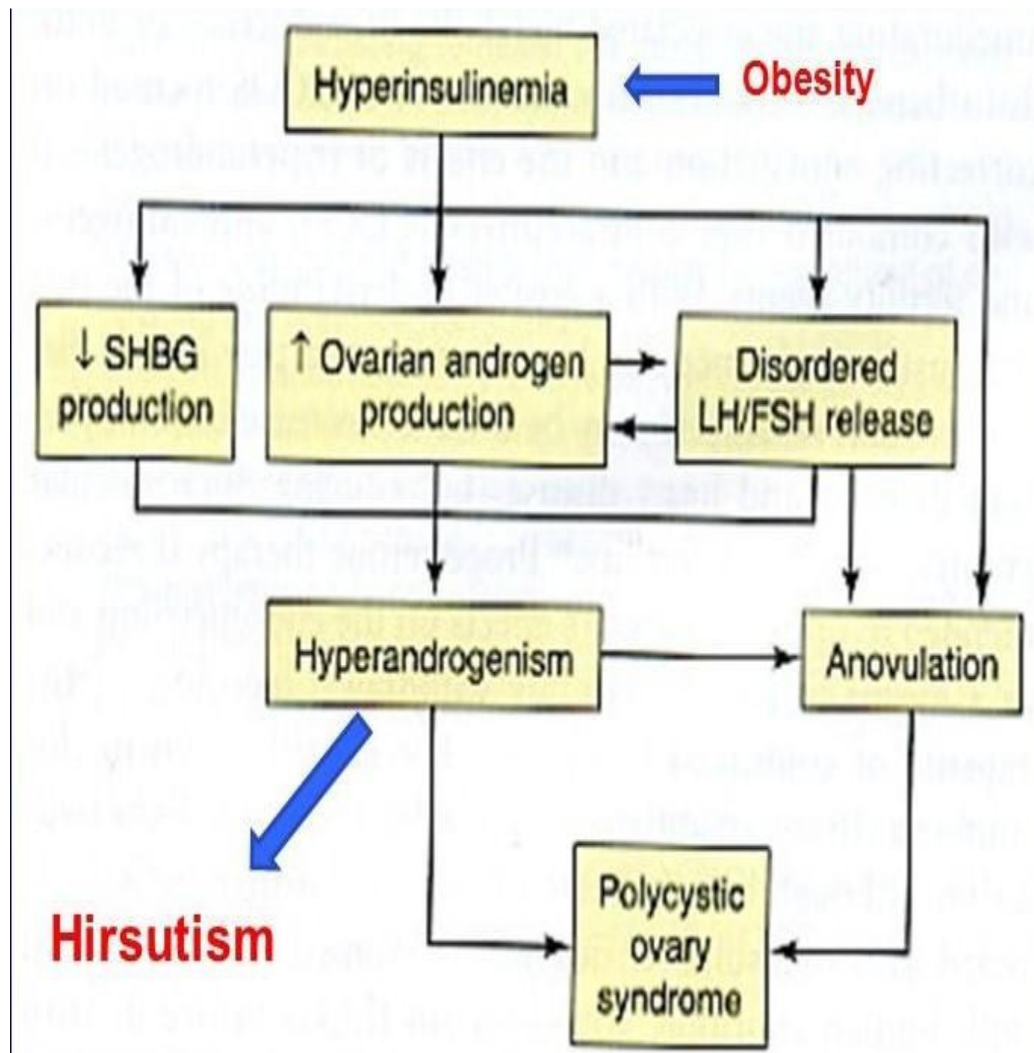 Hyperinsulinemia
Obesity
↓ SHBG
production
↑ Ovarian androgen
production
Disordered
LH/FSH release
Hyperandrogenism
Anovulation
Hirsutism
Polycystic
ovary
syndrome